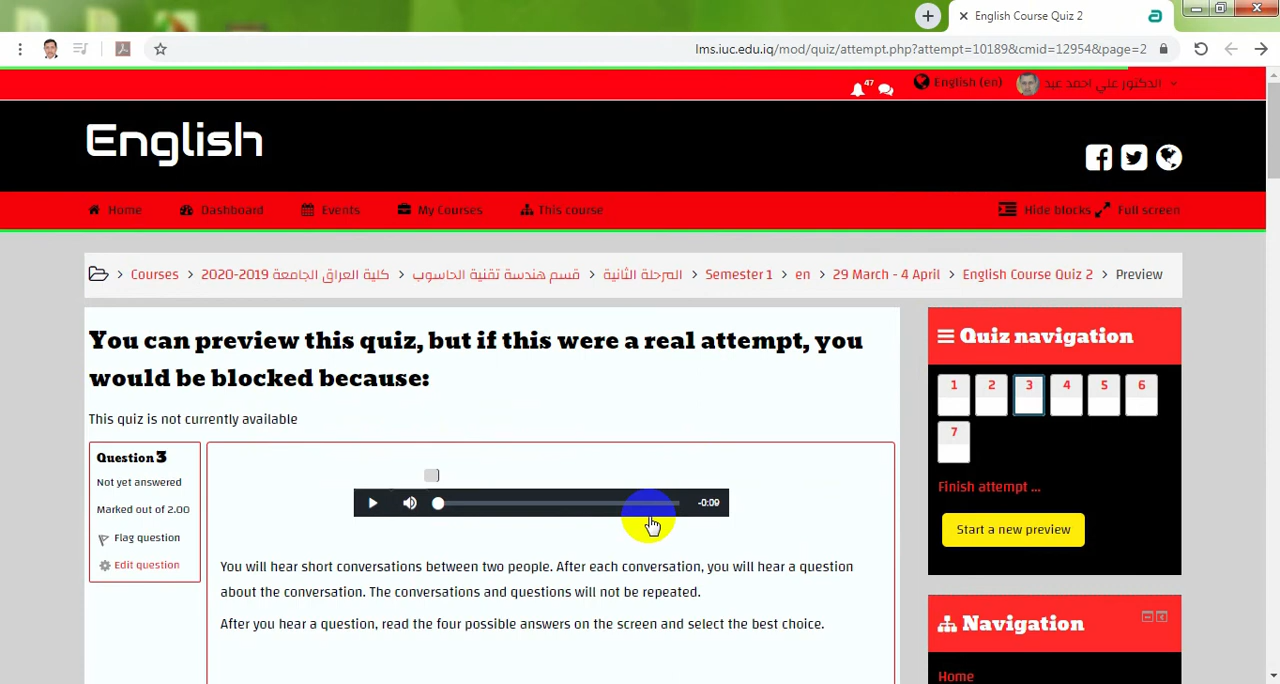 English Course Quiz 2
lms.iuc.edu.iq/mod/quiz/attempt.php?attempt=10189&cmid=12954&page=2
47
English (en)
الدكتور عني احمد عيد
English
Home
Dashboard
Events
My Courses
This course
Hide blocks
Full screen
Courses
كلية العراق الجامعة 2019-2020
قسم هندسة تقنية الحاسوب
المرحلة الثانية
Semester 1
en
29 March - 4 April
English Course Quiz 2
Preview
You can preview this quiz, but if this were a real attempt, you
would be blocked because:
This quiz is not currently available
Question 3
Not yet answered
Marked out of 2.00
Flag question
Edit question
-0:09
You will hear short conversations between two people. After each conversation, you will hear a question
about the conversation. The conversations and questions will not be repeated.
After you hear a question, read the four possible answers on the screen and select the best choice.
Quiz navigation
1 2 3 4 5 6
7
Finish attempt ...
Start a new preview
Navigation
Home